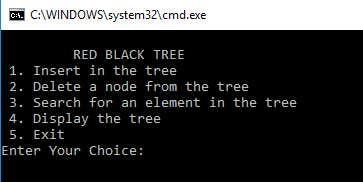 C:\WINDOWS\system32\cmd.exe
RED BLACK TREE
1. Insert in the tree
2. Delete a node from the tree
3. Search for an element in the tree
4. Display the tree
5. Exit
Enter Your Choice: